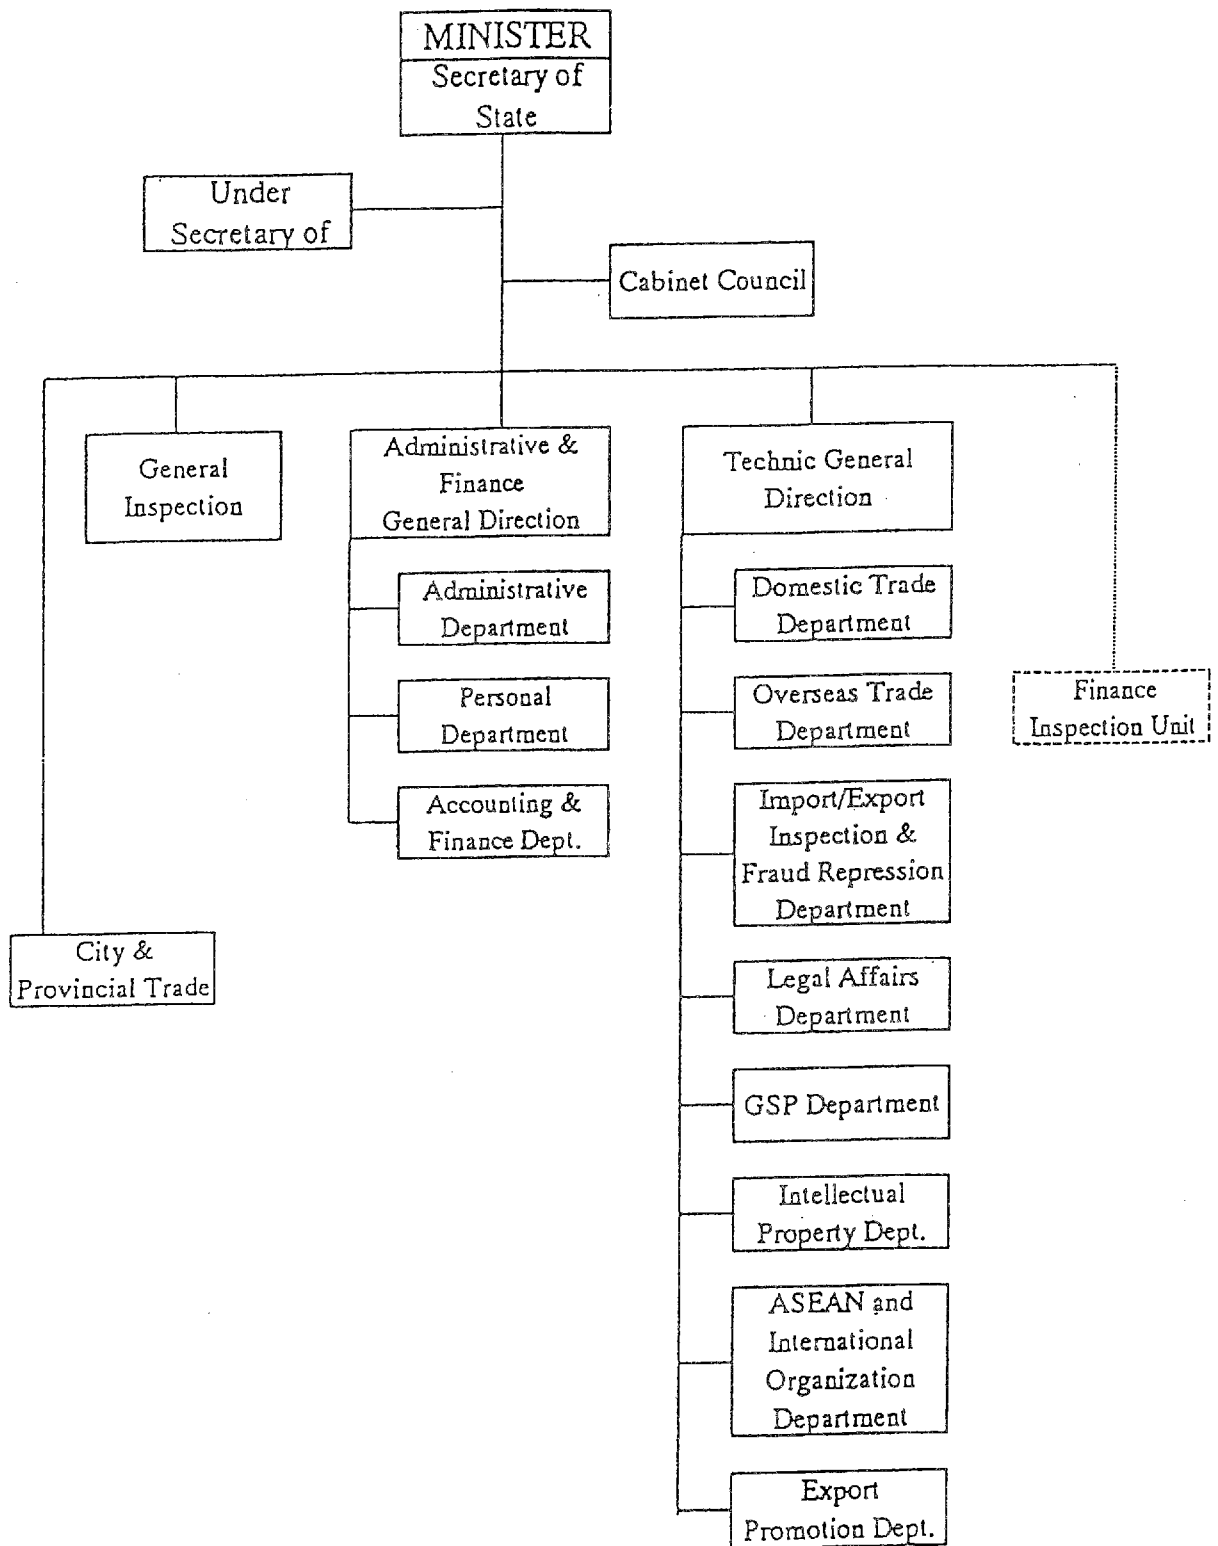 MINISTER
Secretary of
State
Under
Secretary of
Cabinet Council
General
Inspection
Administrative &
Finance
General Direction
Technic General
Direction
Administrative
Department
Personal
Department
Accounting &
Finance Dept.
Domestic Trade
Department
Overseas Trade
Department
Import/Export
Inspection &
Fraud Repression
Department
Legal Affairs
Department
GSP Department
Intellectual
Property Dept.
ASEAN and
International
Organization
Department
Export
Promotion Dept.
Finance
Inspection Unit
City &
Provincial Trade